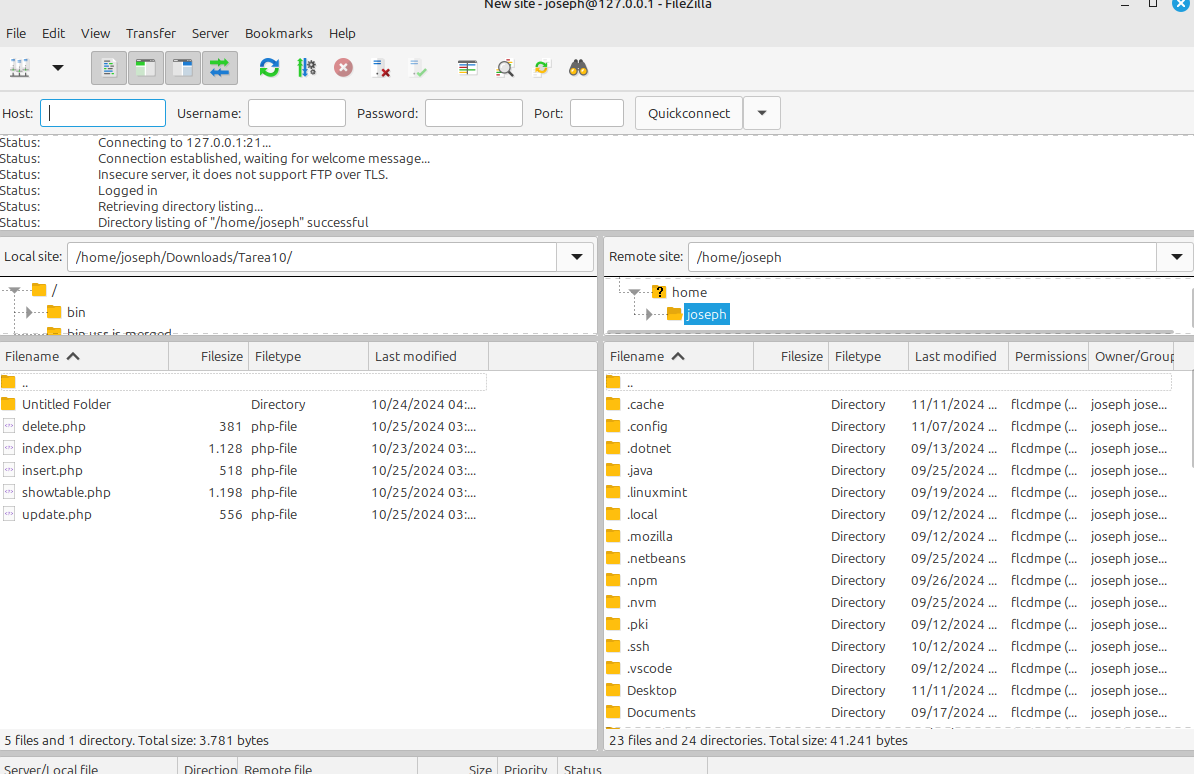 New site - joseph@127.0.0.1 - FileZilla
File Edit View Transfer Server Bookmarks Help
Host: Username: Password: Port: Quickconnect
Status: Connecting to 127.0.0.1:21...
Status: Connection established, waiting for welcome message...
Status: Insecure server, it does not support FTP over TLS.
Status: Logged in
Status: Retrieving directory listing...
Status: Directory listing of "/home/joseph" successful
Local site: /home/joseph/Downloads/Tarea10/
/
bin
bin.usr-is-merged
Filename Filesize Filetype Last modified
..
Untitled Folder Directory 10/24/2024 04:...
delete.php 381 php-file 10/25/2024 03:...
index.php 1.128 php-file 10/23/2024 03:...
insert.php 518 php-file 10/25/2024 03:...
showtable.php 1.198 php-file 10/25/2024 03:...
update.php 556 php-file 10/25/2024 03:...
5 files and 1 directory. Total size: 3.781 bytes
Remote site: /home/joseph
? home
joseph
Filename Filesize Filetype Last modified Permissions Owner/Group
..
.cache Directory 11/11/2024 ... flcdmpe (... joseph jose...
.config Directory 11/07/2024 ... flcdmpe (... joseph jose...
.dotnet Directory 09/13/2024 ... flcdmpe (... joseph jose...
.java Directory 09/25/2024 ... flcdmpe (... joseph jose...
.linuxmint Directory 09/19/2024 ... flcdmpe (... joseph jose...
.local Directory 09/12/2024 ... flcdmpe (... joseph jose...
.mozilla Directory 09/12/2024 ... flcdmpe (... joseph jose...
.netbeans Directory 09/25/2024 ... flcdmpe (... joseph jose...
.npm Directory 09/26/2024 ... flcdmpe (... joseph jose...
.nvm Directory 09/25/2024 ... flcdmpe (... joseph jose...
.pki Directory 09/12/2024 ... flcdmpe (... joseph jose...
.ssh Directory 10/12/2024 ... flcdmpe (... joseph jose...
.vscode Directory 09/12/2024 ... flcdmpe (... joseph jose...
Desktop Directory 11/11/2024 ... flcdmpe (... joseph jose...
Documents Directory 09/17/2024 ... flcdmpe (... joseph jose...
23 files and 24 directories. Total size: 41.241 bytes
Server/Local file Direction Remote file Size Priority Status